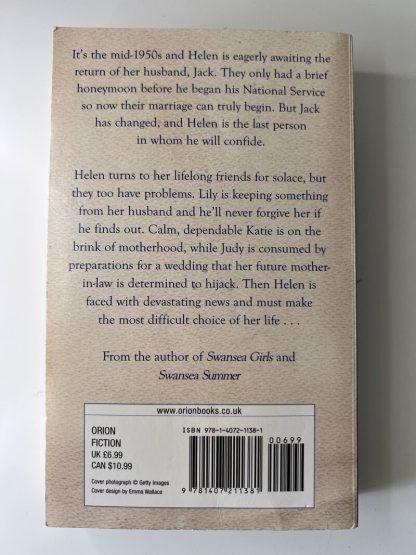 It's the mid-1950s and Helen is eagerly awaiting the
return of her husband, Jack. They only had a brief
honeymoon before he began his National Service
so now their marriage can truly begin. But Jack
has changed, and Helen is the last person
in whom he will confide.
Helen turns to her lifelong friends for solace, but
they too have problems. Lily is keeping something
from her husband and he'll never forgive her if
he finds out. Calm, dependable Katie is on the
brink of motherhood, while Judy is consumed by
preparations for a wedding that her future mother-
in-law is determined to hijack. Then Helen is
faced with devastating news and must make
the most difficult choice of her life . . .
From the author of Swansea Girls and
Swansea Summer
www.orionbooks.co.uk
ORION
FICTION
UK £6.99
CAN $10.99
Cover photograph © Getty Images
Cover design by Emma Wallace
ISBN 978-1-4072-1138-1
00699
9 781407 211381